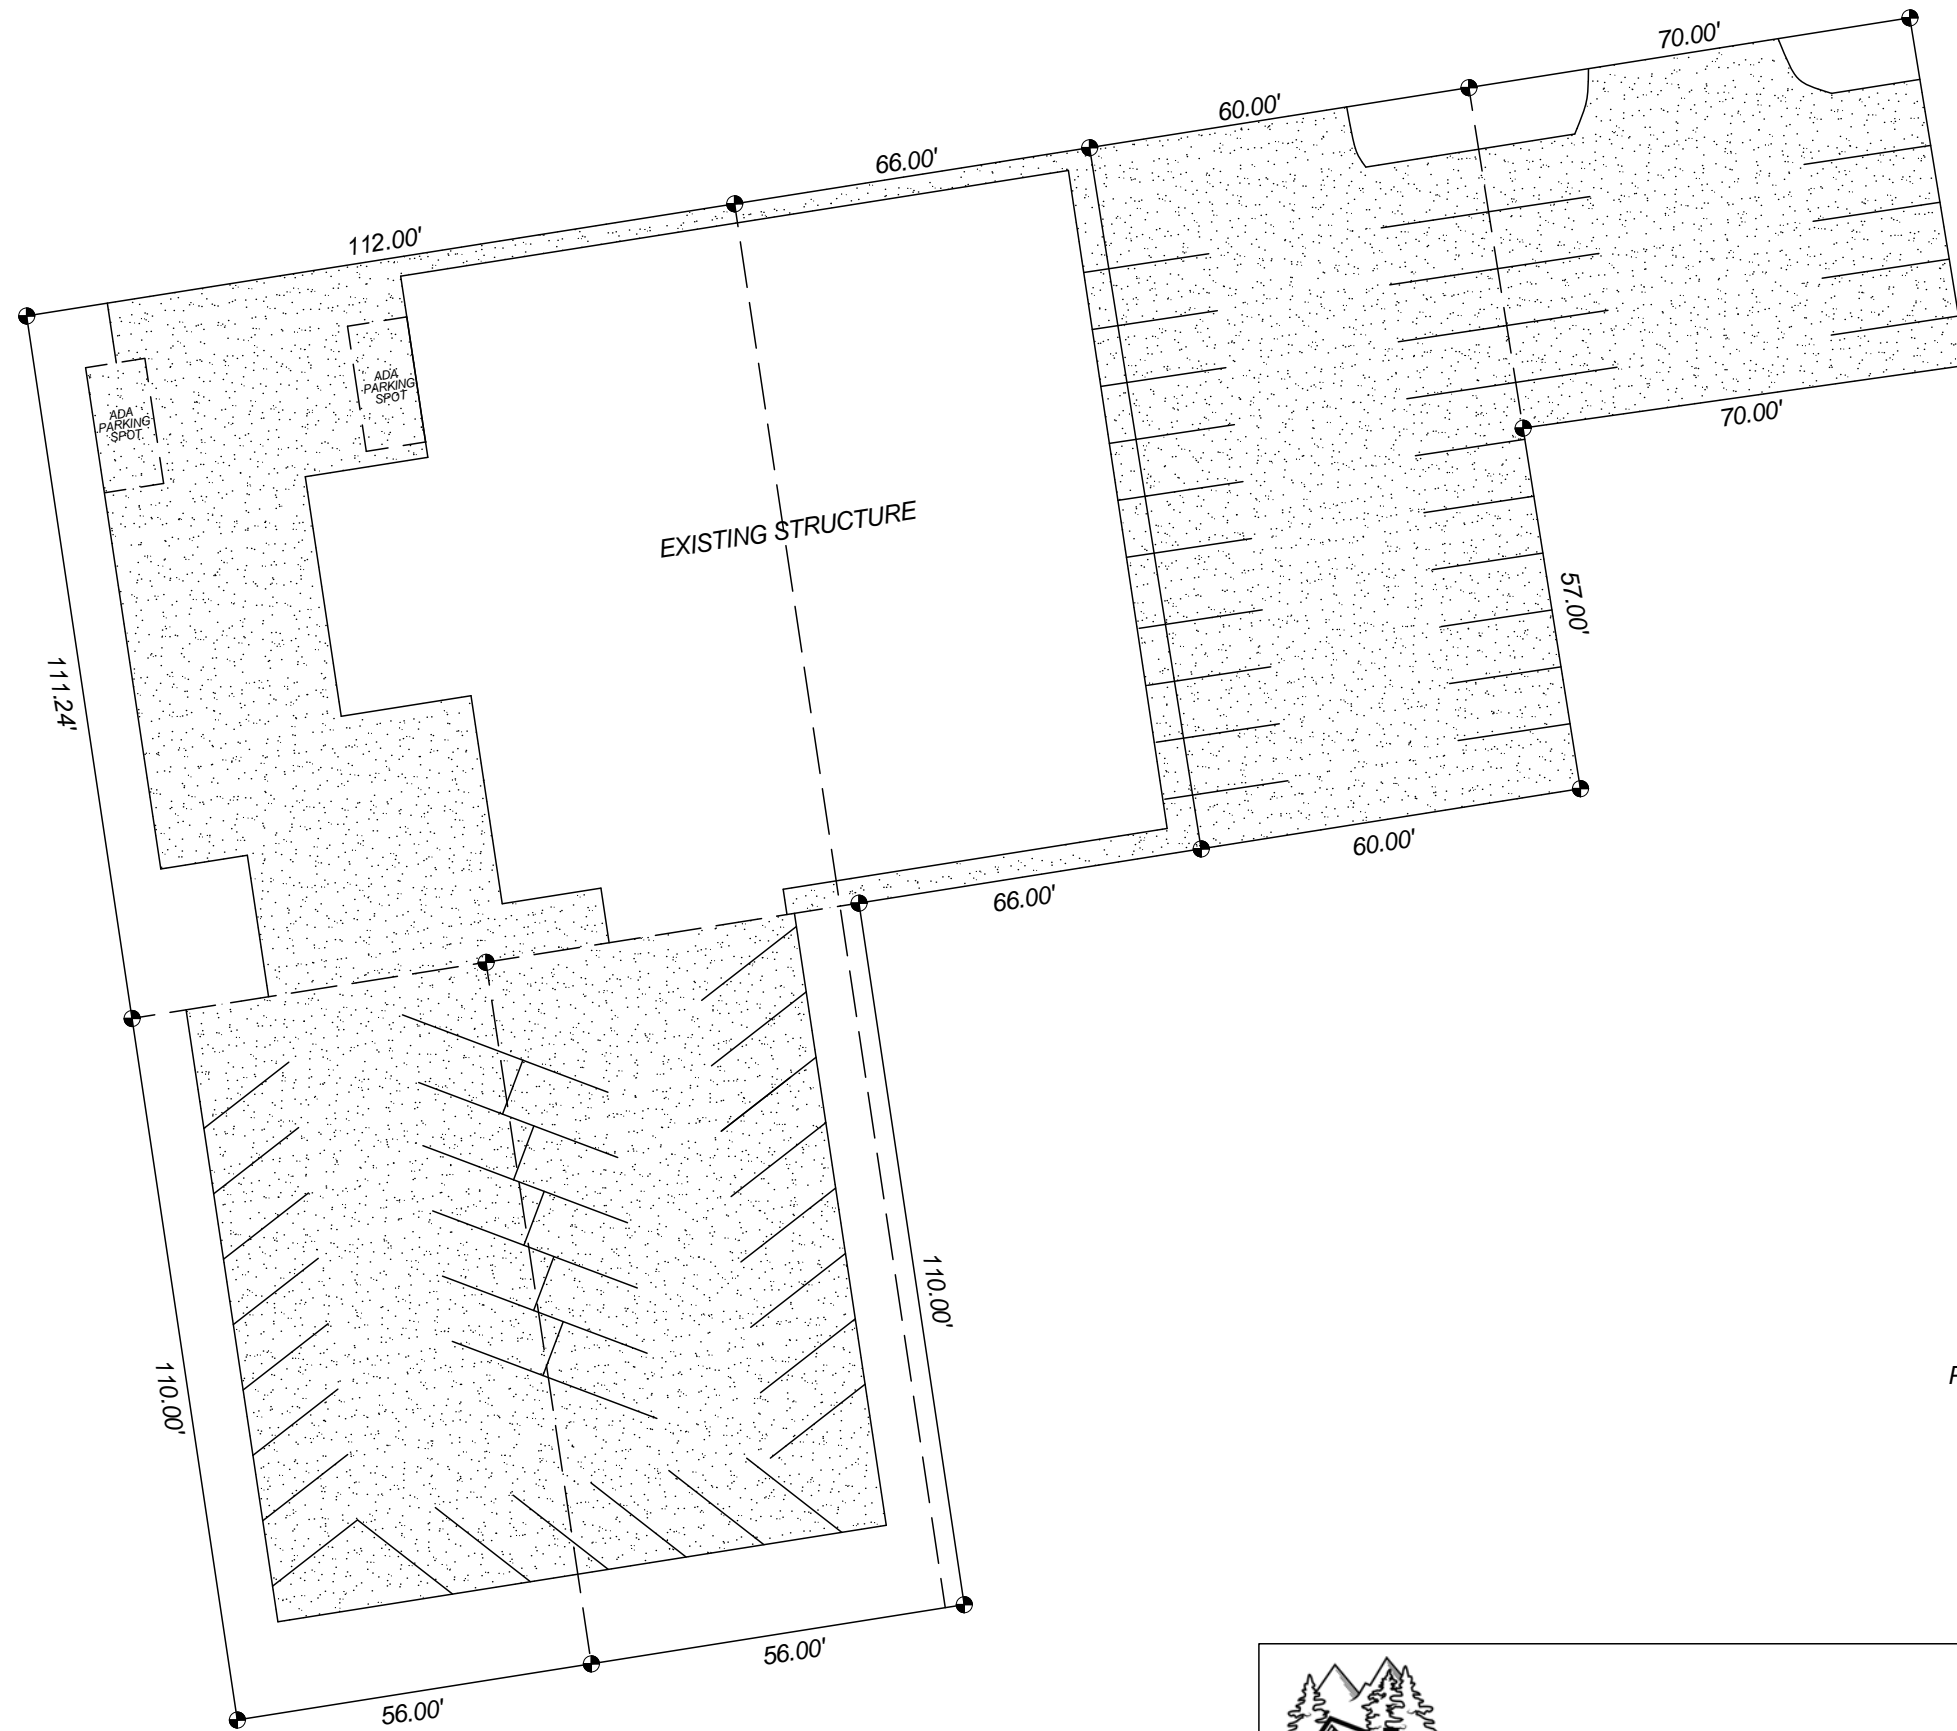 70.00'
60.00'
66.00'
112.00'
ADA
PARKING
SPOT
ADA
PARKING
SPOT
70.00'
EXISTING STRUCTURE
57.00'
111.24'
60.00'
66.00'
110.00'
110.00'
56.00'
56.00'